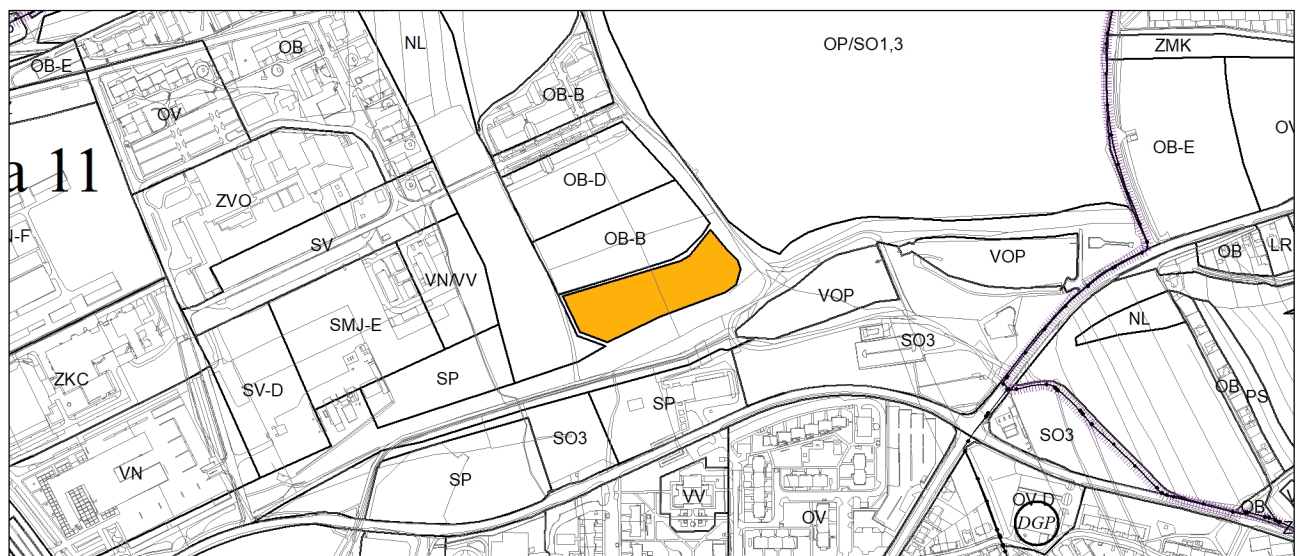 OP/SO1,3
NL
OB
ZMK
OB-E
OB-B
OV
OV
OB-E
a 11
OB-D
ZVO
N-F
SV
OB-B
OB
LR
VOP
VN/VV
VOP
SMJ-E
NL
SO3
ZKC
SP
SV-D
OB
PS
SP
SO3
SO3
VN
SP
VV
OV
OV-D
DGP
OB